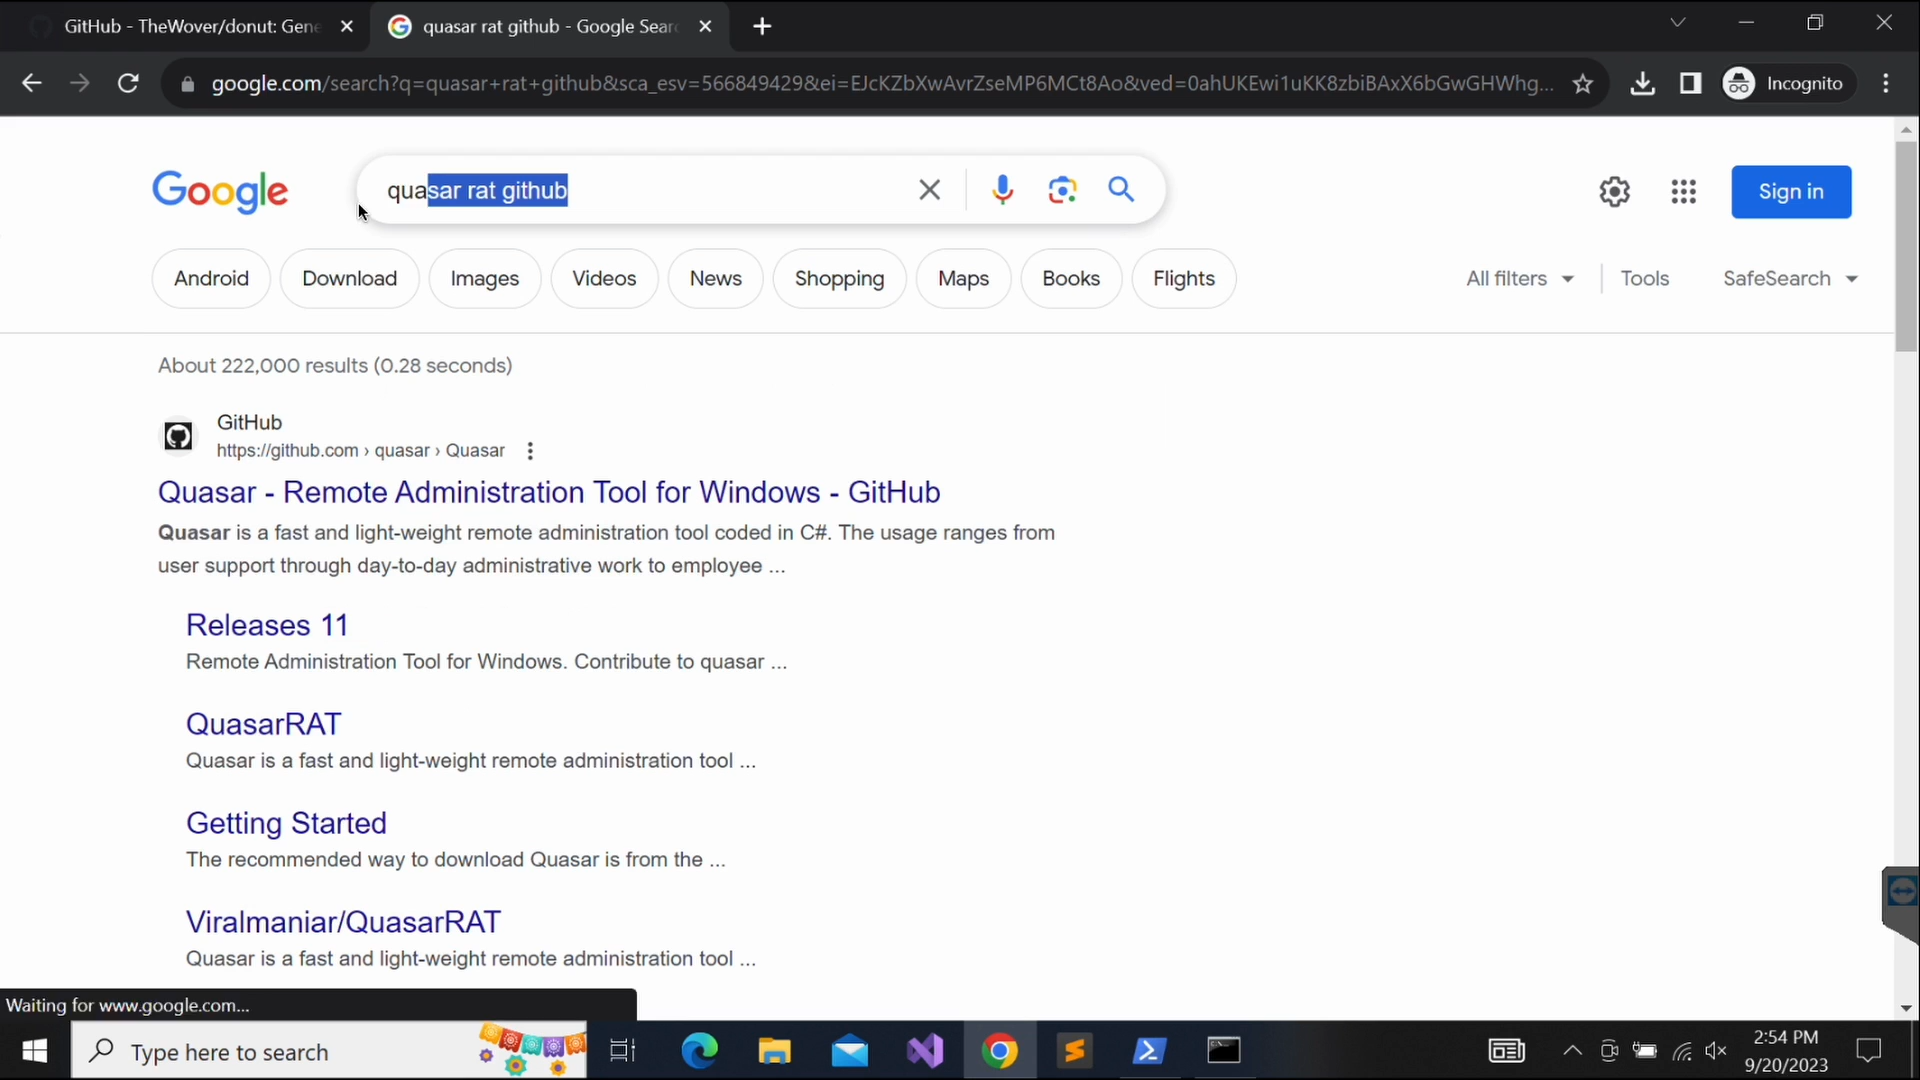 GitHub - TheWover/donut: Gene
quasar rat github - Google Sear
google.com/search?q=quasar+rat+github&sca_esv=566849429&ei=EJcKZbXwAvrZseMP6MCt8Ao&ved=0ahUKEwi1uKK8zbiBAxX6bGwGHWhg...
Incognito
Google
quasar rat github
Sign in
Android
Download
Images
Videos
News
Shopping
Maps
Books
Flights
All filters
Tools
SafeSearch
About 222,000 results (0.28 seconds)
GitHub
https://github.com › quasar › Quasar
Quasar - Remote Administration Tool for Windows - GitHub
Quasar is a fast and light-weight remote administration tool coded in C#. The usage ranges from
user support through day-to-day administrative work to employee ...
Releases 11
Remote Administration Tool for Windows. Contribute to quasar ...
QuasarRAT
Quasar is a fast and light-weight remote administration tool ...
Getting Started
The recommended way to download Quasar is from the ...
Viralmaniar/QuasarRAT
Quasar is a fast and light-weight remote administration tool ...
Waiting for www.google.com...
Type here to search
2:54 PM
9/20/2023